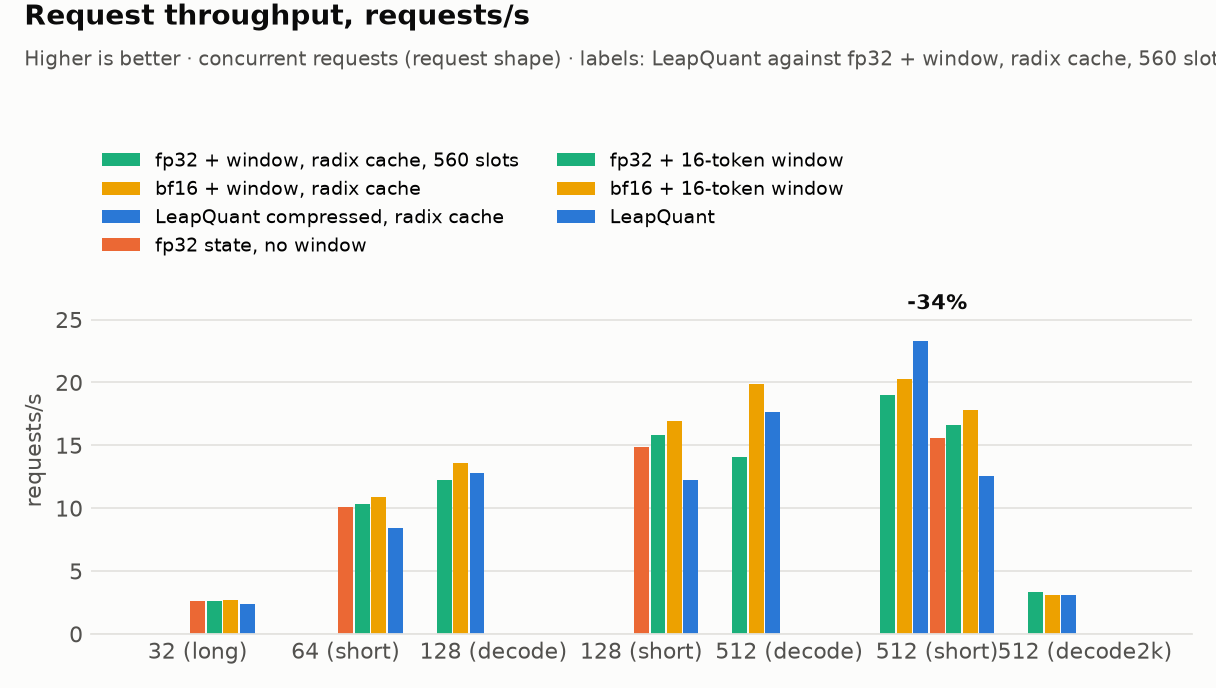 Request throughput, requests/s
Higher is better · concurrent requests (request shape) · labels: LeapQuant against fp32 + window, radix cache, 560 slot
fp32 + window, radix cache, 560 slots
bf16 + window, radix cache
LeapQuant compressed, radix cache
fp32 state, no window
fp32 + 16-token window
bf16 + 16-token window
LeapQuant
-34%
requests/s
25
20
15
10
5
0
32 (long)
64 (short)
128 (decode)
128 (short)
512 (decode)
512 (short)
512 (decode2k)